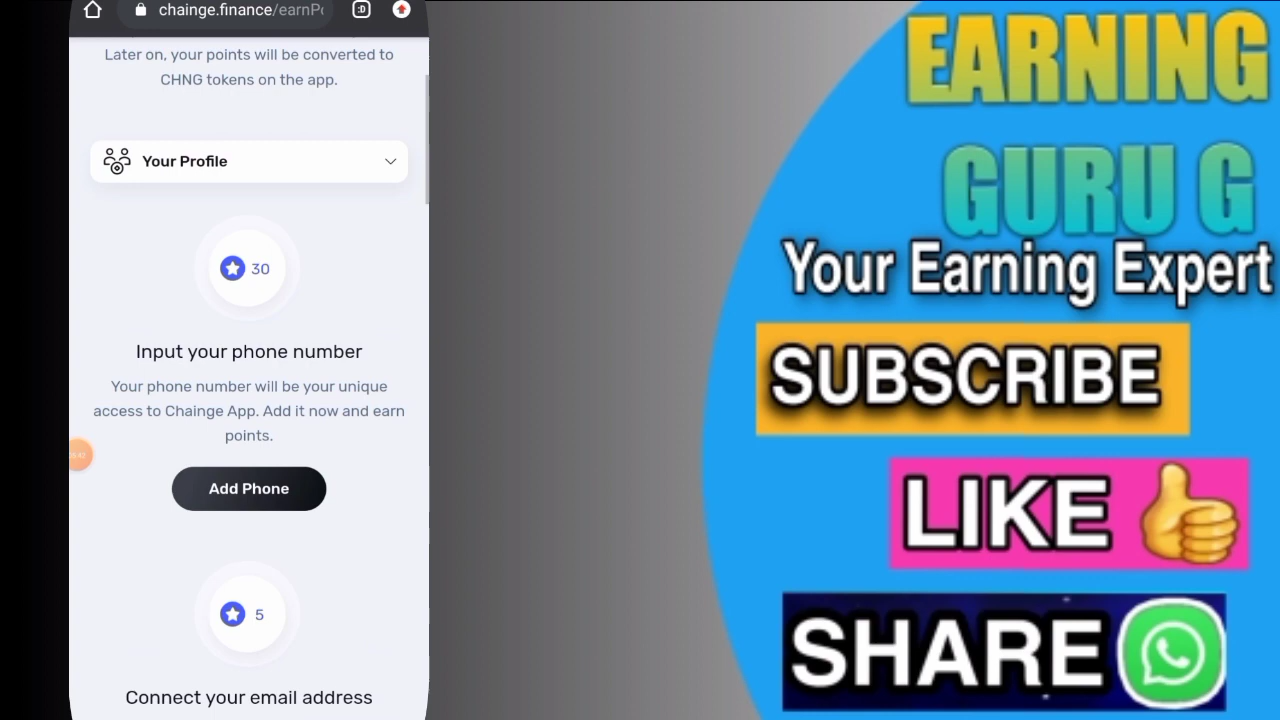 chainge.finance/earnPo
:D
Later on, your points will be converted to
CHNG tokens on the app.
Your Profile
30
Input your phone number
Your phone number will be your unique
access to Chainge App. Add it now and earn
points.
Add Phone
5
Connect your email address
EARNING
GURU G
Your Earning Expert
SUBSCRIBE
LIKE
SHARE